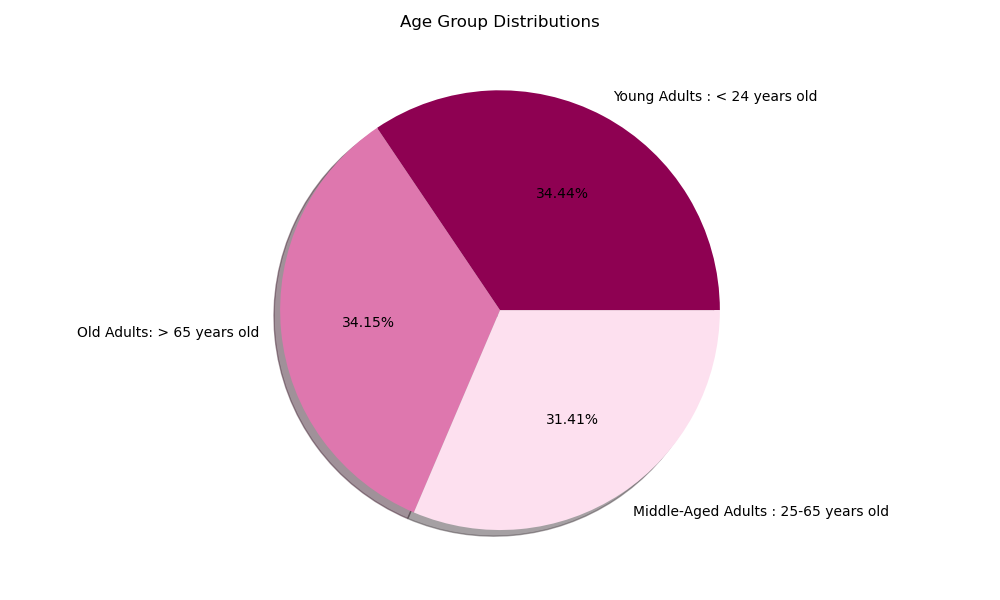 Age Group Distributions
Young Adults : < 24 years old
34.44%
34.15%
Old Adults: > 65 years old
31.41%
Middle-Aged Adults : 25-65 years old